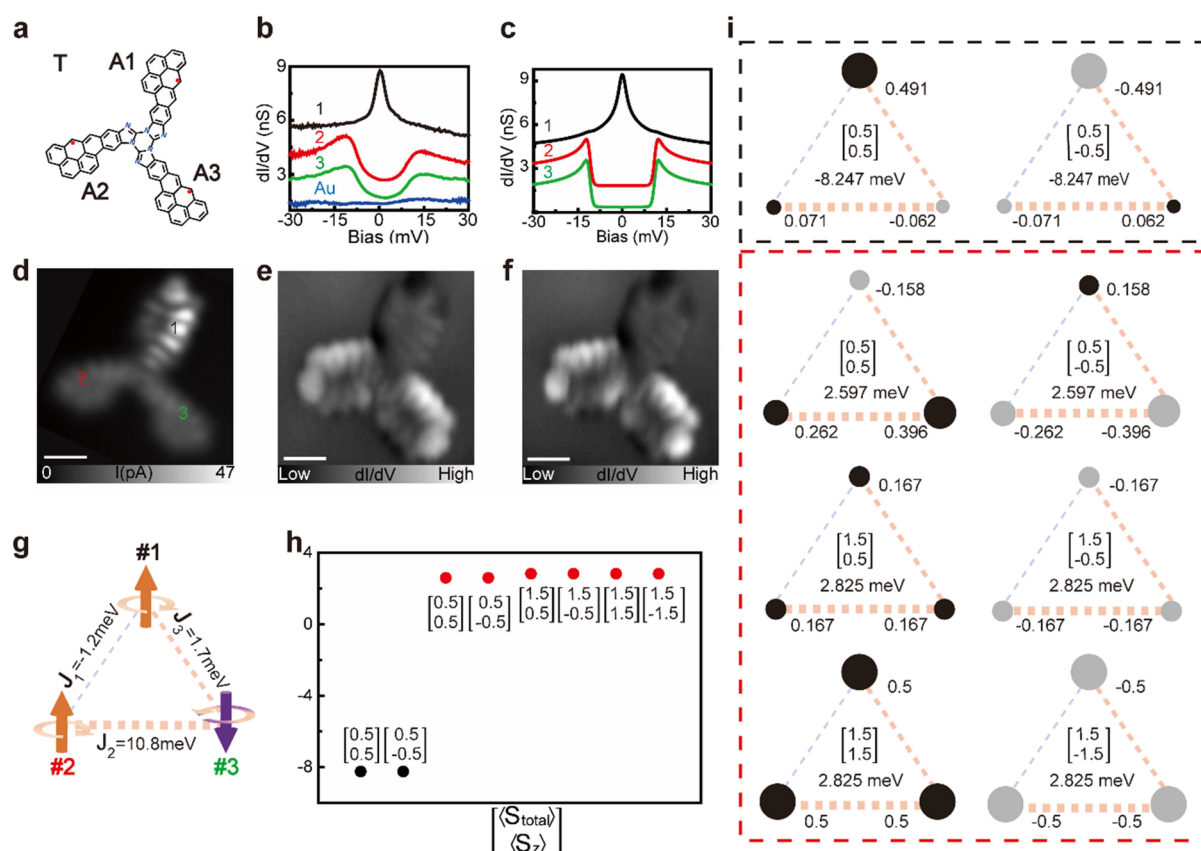 a
T
A1
A2
A3
N
N
N
N
N
N
b
dI/dV (nS)
9
6
3
1
2
3
Au
-30
-15
0
15
30
Bias (mV)
c
dI/dV (nS)
9
6
3
1
2
3
-30
-15
0
15
30
Bias (mV)
d
1
2
3
0
I(pA)
47
e
Low
dI/dV
High
f
Low
dI/dV
High
g
#1
J1=-1.2meV
J3=1.7meV
J2=10.8meV
#2
#3
h
4
0
-4
-8
[0.5
0.5]
[0.5
-0.5]
[1.5
0.5]
[1.5
-0.5]
[1.5
1.5]
[1.5
-1.5]
[0.5
0.5]
[0.5
-0.5]
[⟨Stotal⟩
⟨Sz⟩]
i
0.491
[0.5
0.5]
-8.247 meV
0.071
-0.062
-0.491
[0.5
-0.5]
-8.247 meV
-0.071
0.062
-0.158
[0.5
0.5]
2.597 meV
0.262
0.396
0.158
[0.5
-0.5]
2.597 meV
-0.262
-0.396
0.167
[1.5
0.5]
2.825 meV
0.167
0.167
-0.167
[1.5
-0.5]
2.825 meV
-0.167
-0.167
0.5
[1.5
1.5]
2.825 meV
0.5
0.5
-0.5
[1.5
-1.5]
2.825 meV
-0.5
-0.5